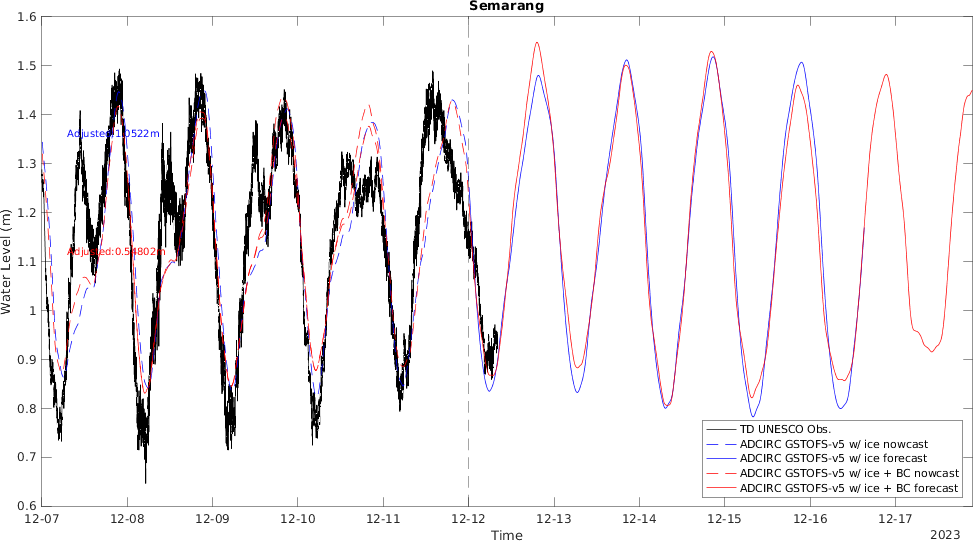 Semarang
1.6
1.5
1.4
1.3
1.2
1.1
1
0.9
0.8
0.7
0.6
Water Level (m)
Adjusted:1.0522m
Adjusted:0.54802m
TD UNESCO Obs.
ADCIRC GSTOFS-v5 w/ ice nowcast
ADCIRC GSTOFS-v5 w/ ice forecast
ADCIRC GSTOFS-v5 w/ ice + BC nowcast
ADCIRC GSTOFS-v5 w/ ice + BC forecast
12-07 12-08 12-09 12-10 12-11 12-12 12-13 12-14 12-15 12-16 12-17
Time
2023